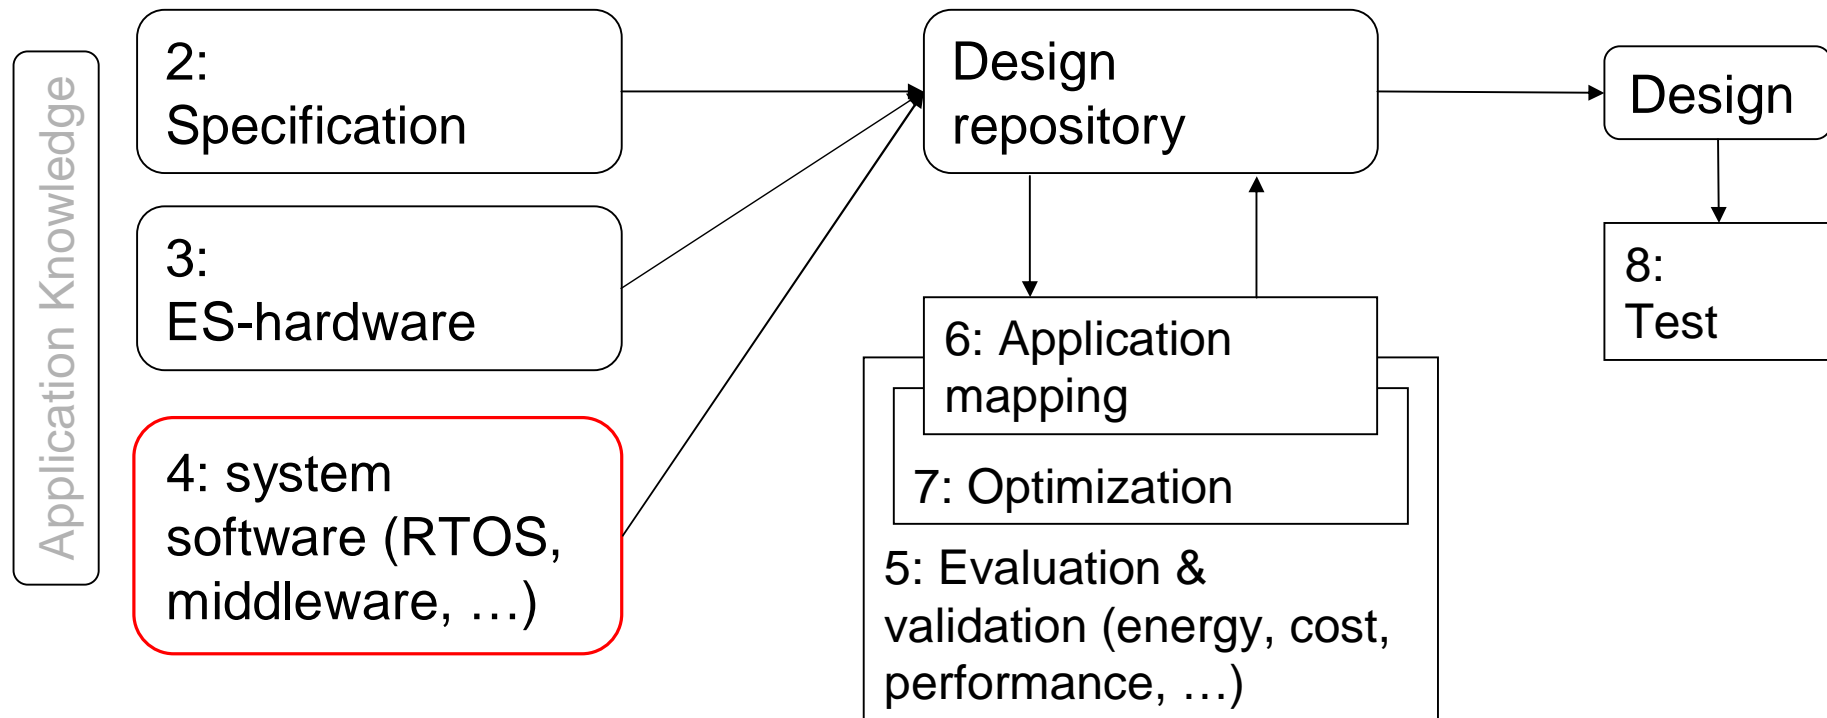 Application Knowledge
2:
Specification
3:
ES-hardware
4: system
software (RTOS,
middleware, …)
Design
repository
6: Application
mapping
7: Optimization
5: Evaluation &
validation (energy, cost,
performance, …)
Design
8:
Test